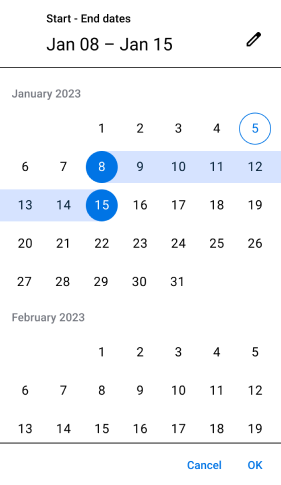 Start - End dates
Jan 08 – Jan 15
January 2023
1 2 3 4 5
6 7 8 9 10 11 12
13 14 15 16 17 18 19
20 21 22 23 24 25 26
27 28 29 30 31
February 2023
1 2 3 4 5
6 7 8 9 10 11 12
13 14 15 16 17 18 19
Cancel OK